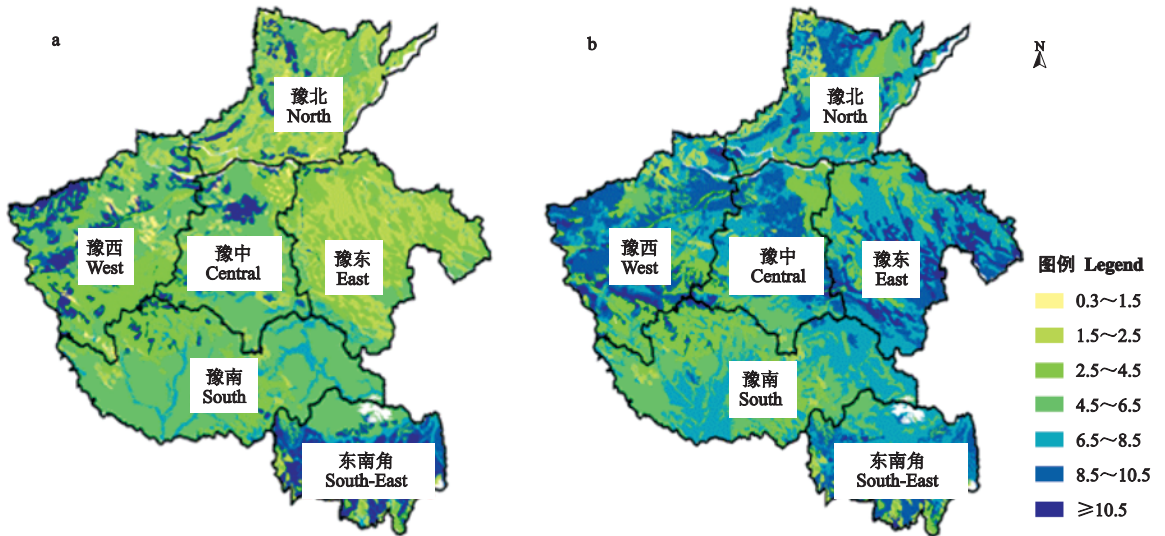 a
豫北
North
豫西
West
豫中
Central
豫东
East
豫南
South
东南角
South-East
b
豫北
North
豫西
West
豫中
Central
豫东
East
豫南
South
东南角
South-East
N
图例 Legend
0.3～1.5
1.5～2.5
2.5～4.5
4.5～6.5
6.5～8.5
8.5～10.5
≥10.5